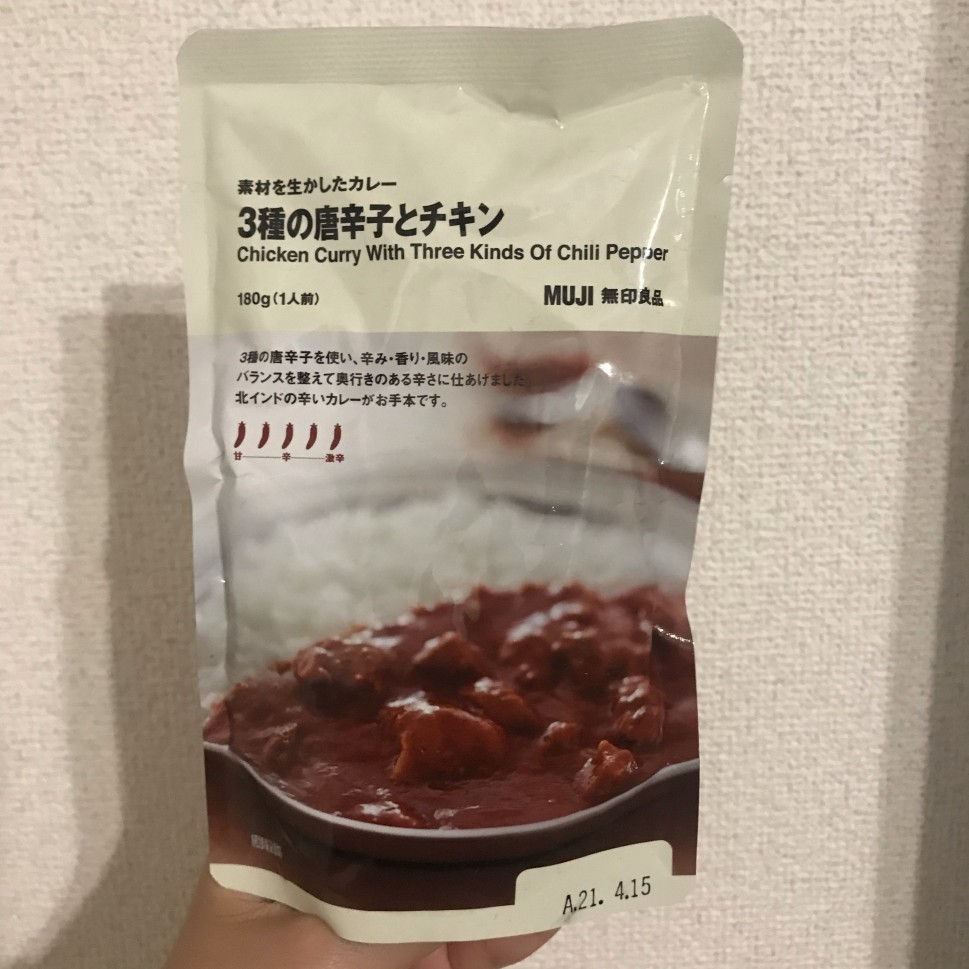 素材を生かしたカレー
3種の唐辛子とチキン
Chicken Curry With Three Kinds Of Chili Pepper
180g(1人前)
MUJI 無印良品
3種の唐辛子を使い、辛み・香り・風味の
バランスを整えて奥行きのある辛さに仕あげました。
北インドの辛いカレーがお手本です。
甘 辛 激辛
A.21. 4.15